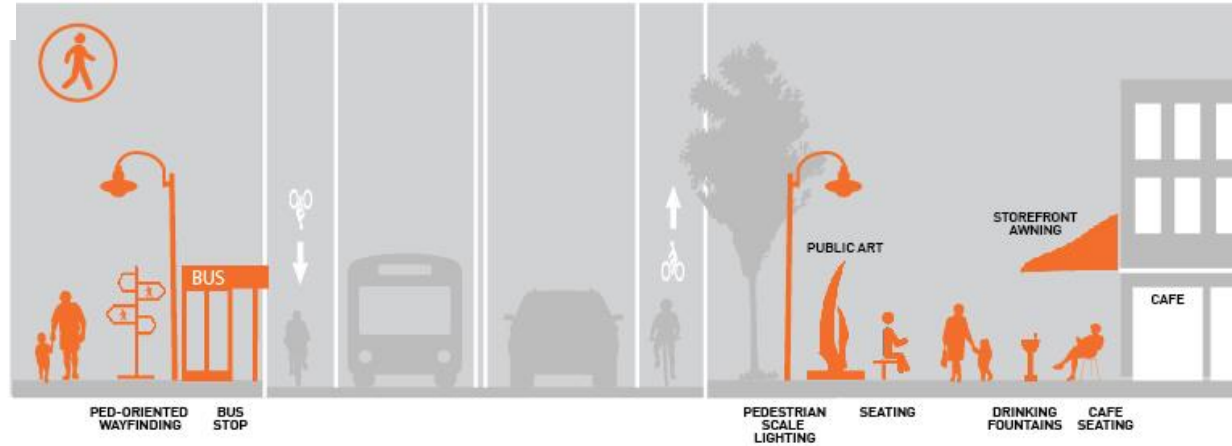 BUS
PUBLIC ART
STOREFRONT
AWNING
CAFE
PED-ORIENTED
WAYFINDING
BUS
STOP
PEDESTRIAN
SCALE
LIGHTING
SEATING
DRINKING
FOUNTAINS
CAFE
SEATING